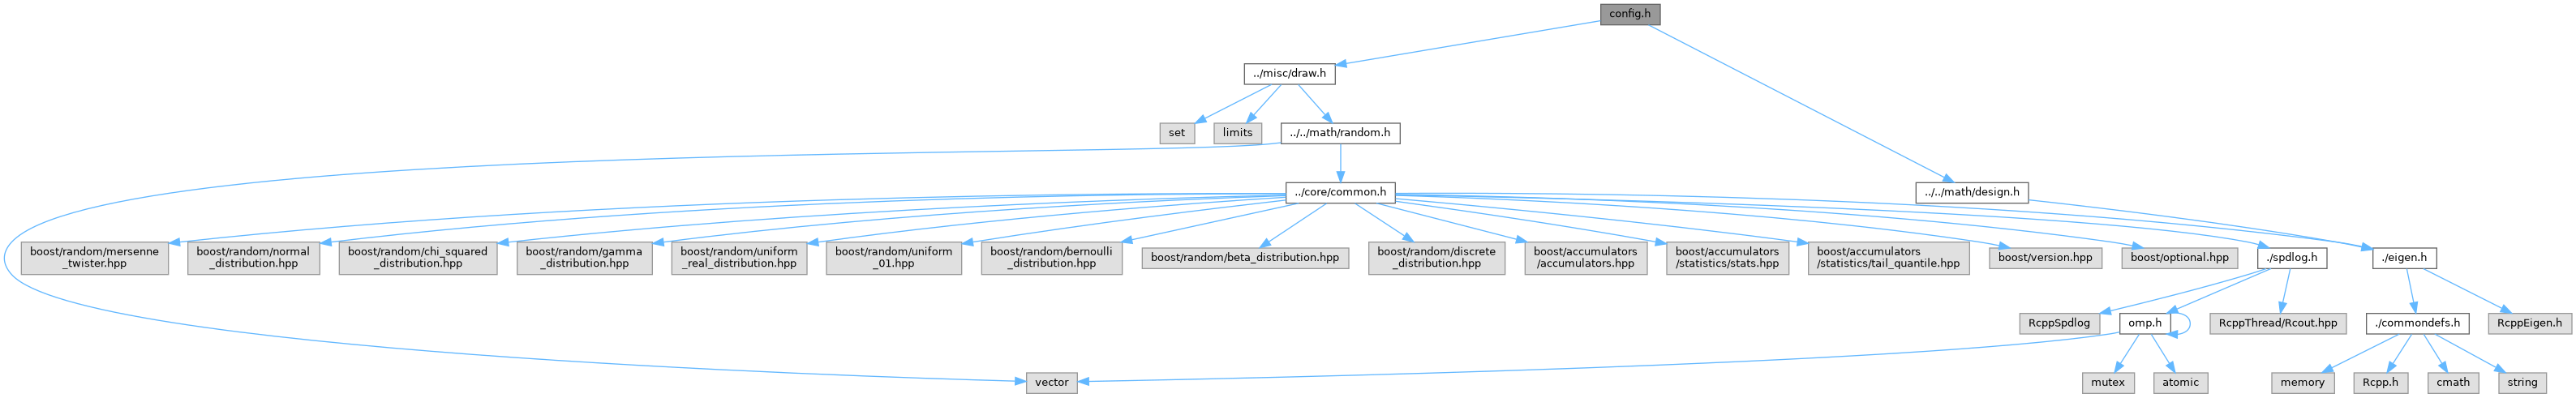 config.h
../misc/draw.h
set
limits
../../math/random.h
../core/common.h
../../math/design.h
boost/random/mersenne
_twister.hpp
boost/random/normal
_distribution.hpp
boost/random/chi_squared
_distribution.hpp
boost/random/gamma
_distribution.hpp
boost/random/uniform
_real_distribution.hpp
boost/random/uniform
_01.hpp
boost/random/bernoulli
_distribution.hpp
boost/random/beta_distribution.hpp
boost/random/discrete
_distribution.hpp
boost/accumulators
/accumulators.hpp
boost/accumulators
/statistics/stats.hpp
boost/accumulators
/statistics/tail_quantile.hpp
boost/version.hpp
boost/optional.hpp
./spdlog.h
./eigen.h
RcppSpdlog
omp.h
RcppThread/Rcout.hpp
./commondefs.h
RcppEigen.h
vector
mutex
atomic
memory
Rcpp.h
cmath
string